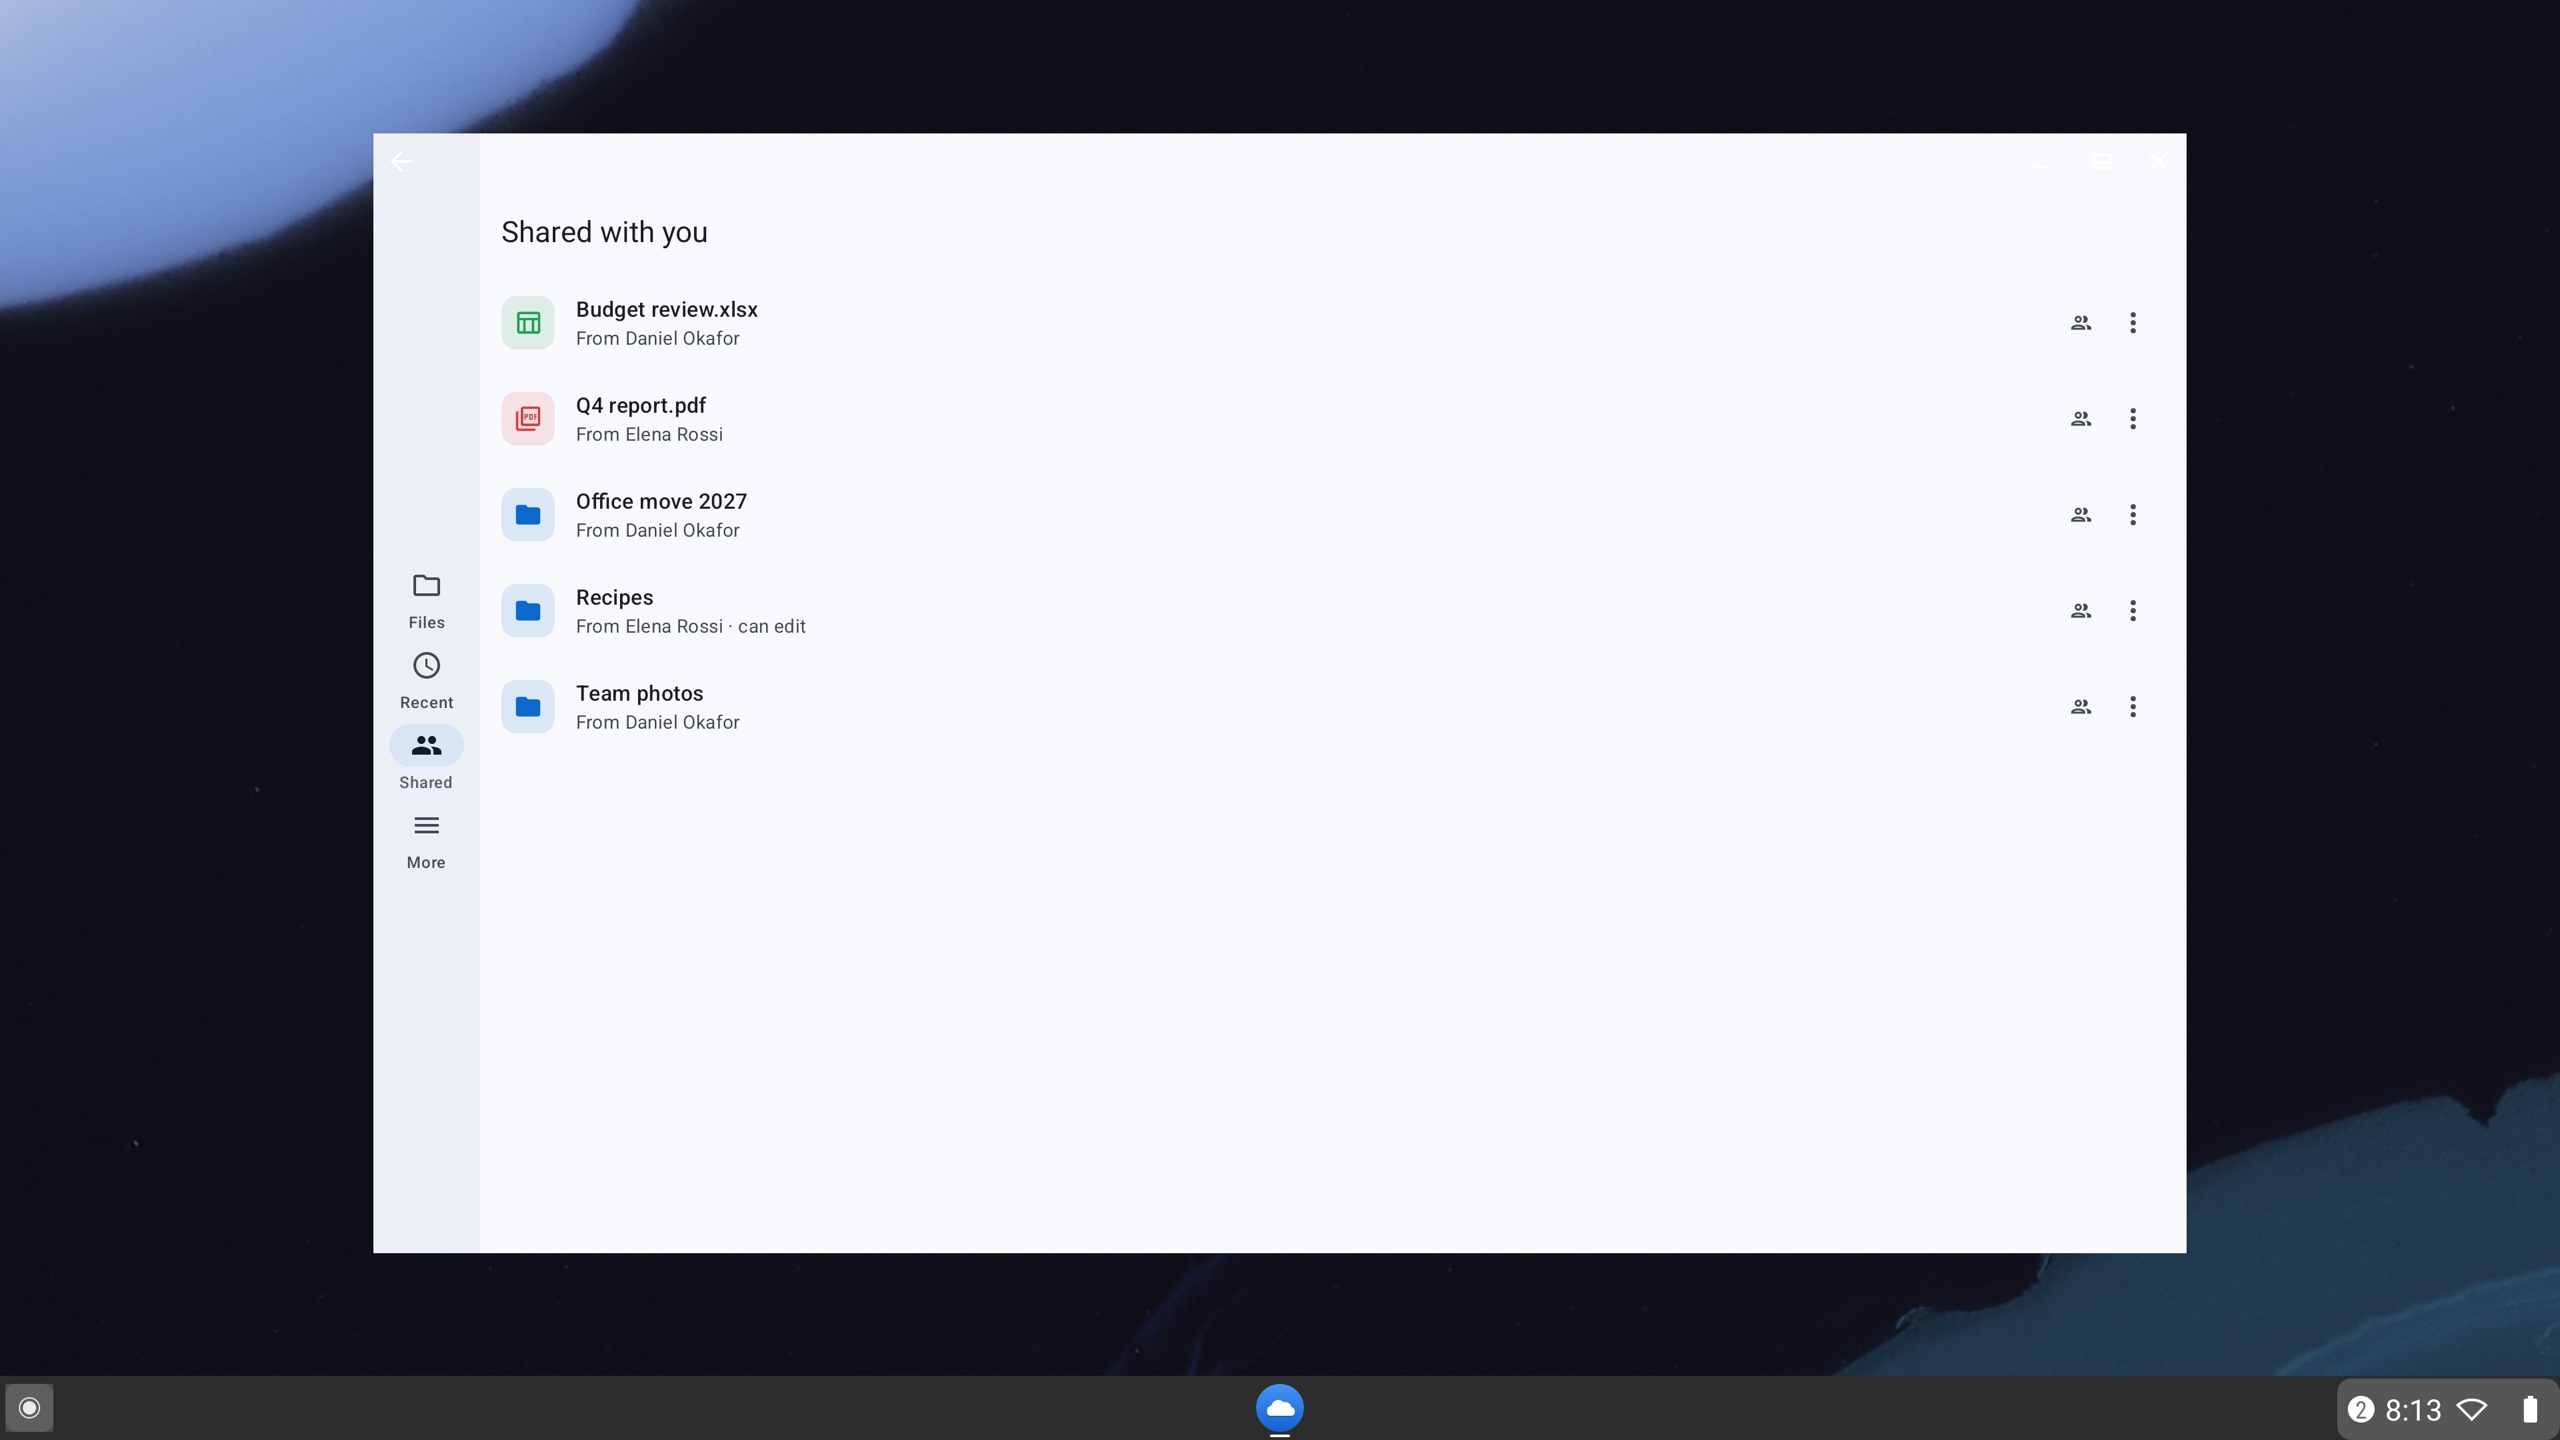 Shared with you
Budget review.xlsx
From Daniel Okafor
PDF
Q4 report.pdf
From Elena Rossi
Office move 2027
From Daniel Okafor
Recipes
From Elena Rossi · can edit
Team photos
From Daniel Okafor
Files
Recent
Shared
More
2 8:13